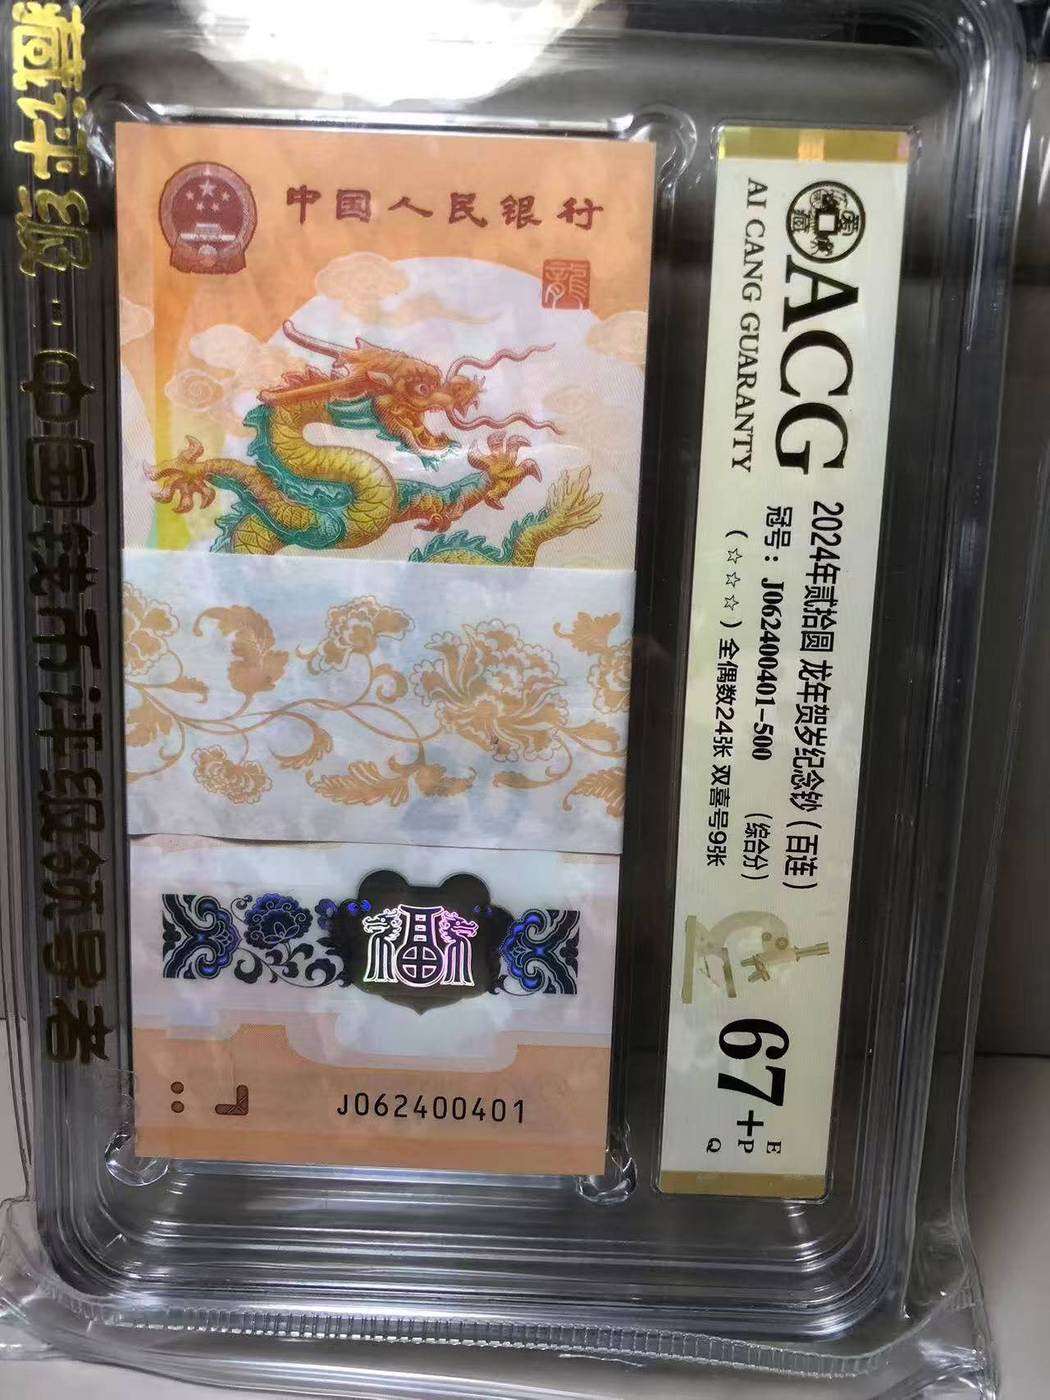 中国人民银行
龍
福
J062400401
ACG
AI CANG GUARANTY
2024年贰拾圆 龙年贺岁纪念钞(百连)
冠号:J062400401-500 (综合分)
(☆☆☆)全偶数24张 双喜号9张
67+
E
P
Q
藏评级··中国钱币评级领导者